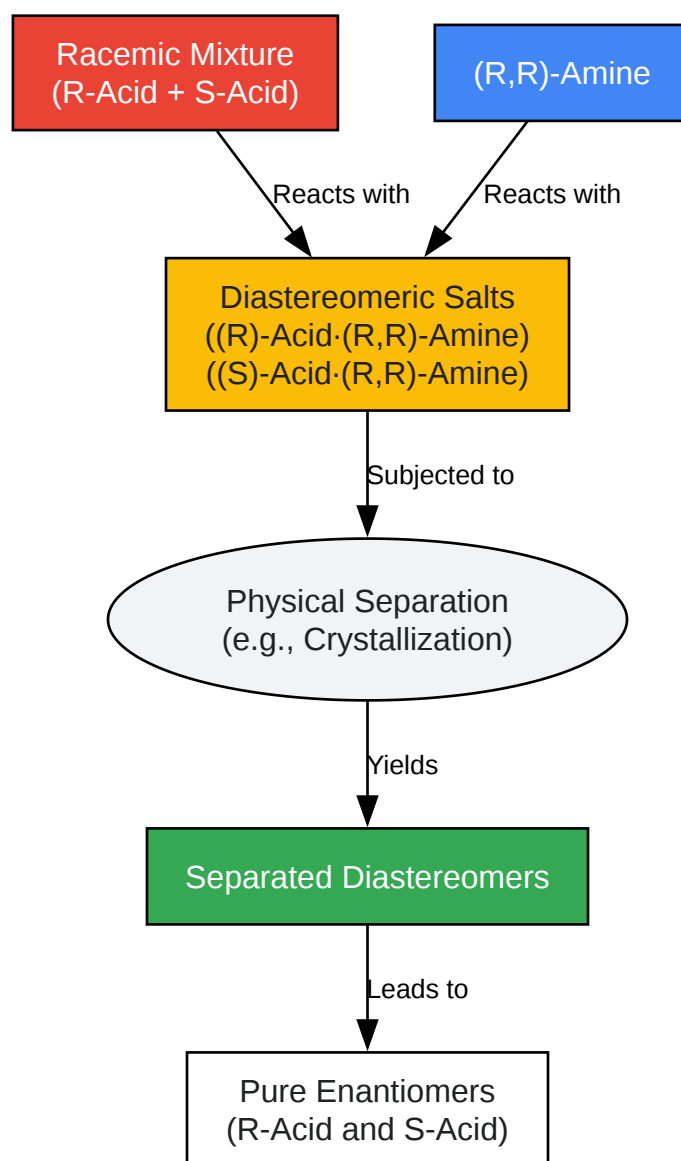 Racemic Mixture
(R-Acid + S-Acid)
(R,R)-Amine
Reacts with
Reacts with
Diastereomeric Salts
((R)-Acid·(R,R)-Amine)
((S)-Acid·(R,R)-Amine)
Subjected to
Physical Separation
(e.g., Crystallization)
Yields
Separated Diastereomers
Leads to
Pure Enantiomers
(R-Acid and S-Acid)